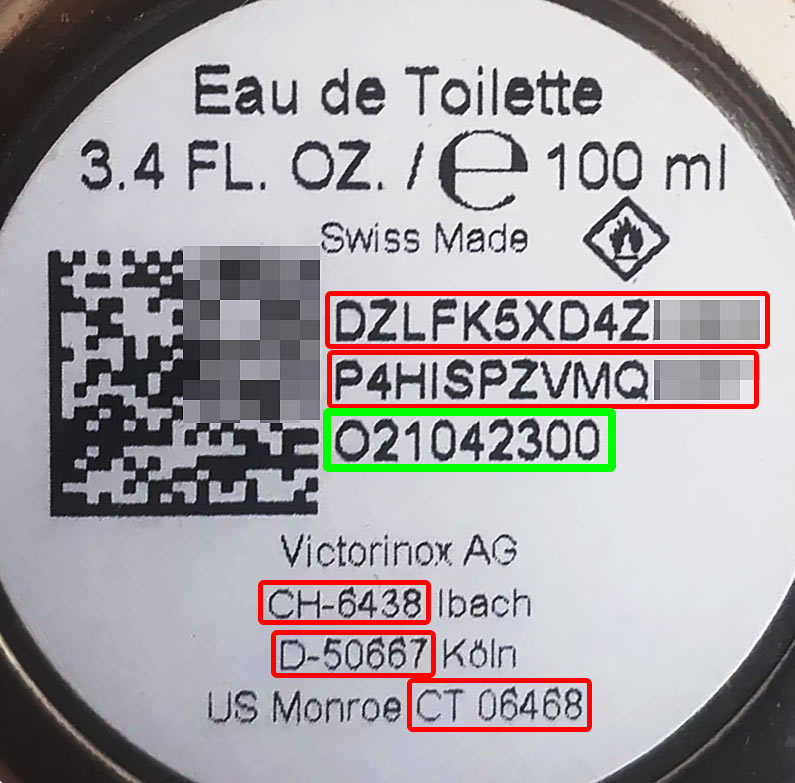 Eau de Toilette
3.4 FL. OZ. / ℮ 100 ml
Swiss Made
DZLFK5XD4Z
P4HISPZVMQ
O21042300
Victorinox AG
CH-6438 Ibach
D-50667 Köln
US Monroe CT 06468